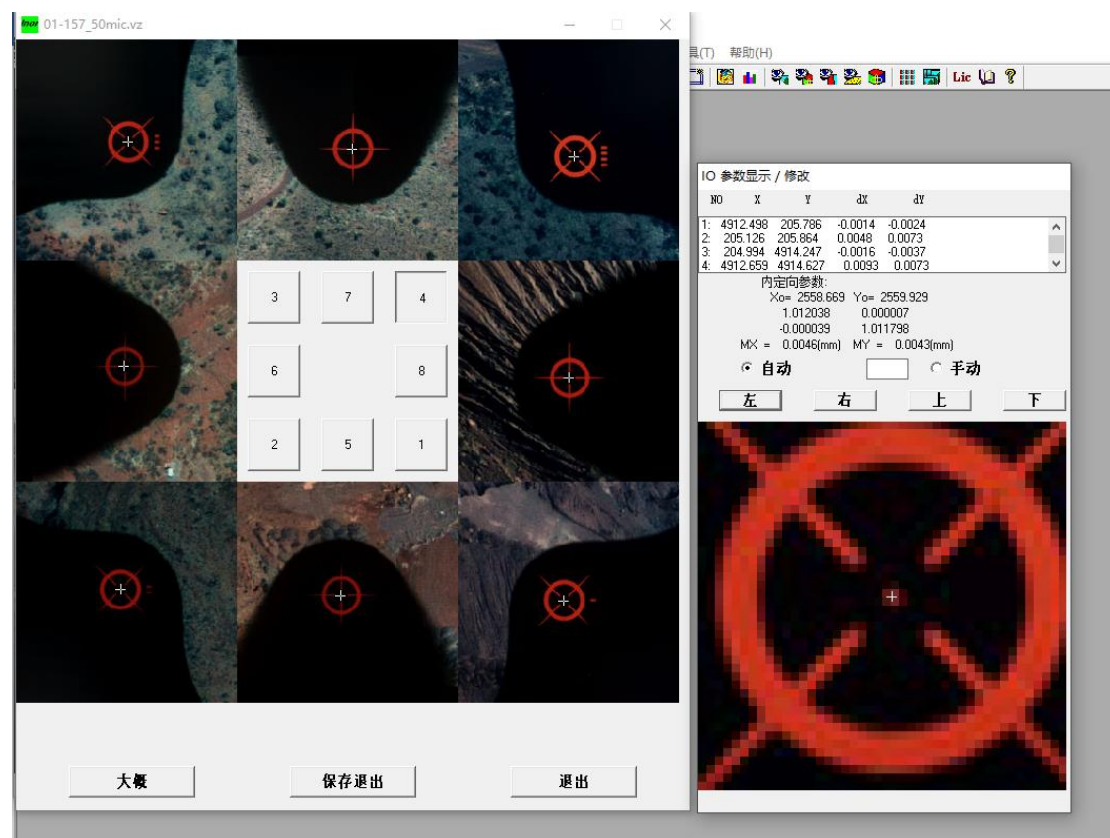 Inor 01-157_50mic.vz
具(T) 帮助(H)
Lic
3 7 4
6 8
2 5 1
大概
保存退出
退出
IO 参数显示 / 修改
NO X Y dX dY
1: 4912.498 205.786 -0.0014 -0.0024
2: 205.126 205.864 0.0048 0.0073
3: 204.994 4914.247 -0.0016 -0.0037
4: 4912.659 4914.627 0.0093 0.0073
内定向参数:
Xo= 2558.669 Yo= 2559.929
1.012038 0.000007
-0.000039 1.011798
MX = 0.0046(mm) MY = 0.0043(mm)
自动 手动
左 右 上 下